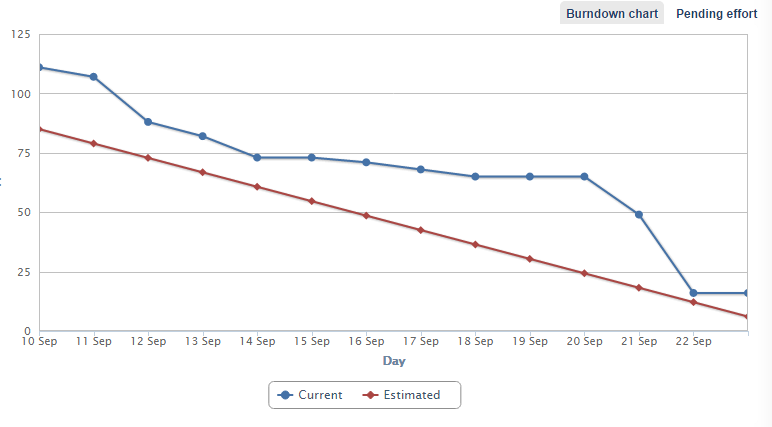 Burndown chart Pending effort
125
100
75
50
25
0
10 Sep 11 Sep 12 Sep 13 Sep 14 Sep 15 Sep 16 Sep 17 Sep 18 Sep 19 Sep 20 Sep 21 Sep 22 Sep
Day
Current Estimated